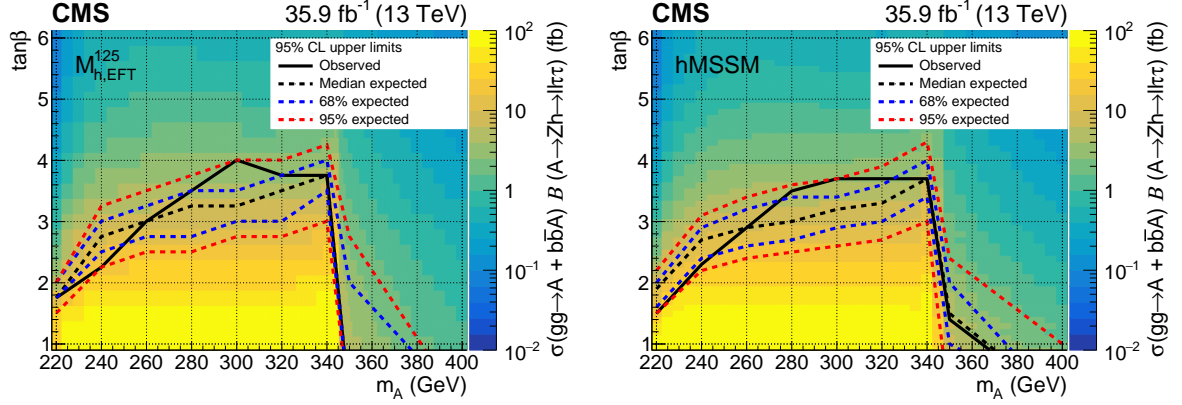 CMS 35.9 fb⁻¹ (13 TeV)
tanβ
6
5
4
3
2
1
M¹²⁵h,EFT
95% CL upper limits
Observed
Median expected
68% expected
95% expected
220 240 260 280 300 320 340 360 380 400
m_A (GeV)
10²
10
1
10⁻¹
10⁻²
σ(gg→A + bb̅A) B (A→Zh→llττ) (fb)
CMS 35.9 fb⁻¹ (13 TeV)
tanβ
6
5
4
3
2
1
hMSSM
95% CL upper limits
Observed
Median expected
68% expected
95% expected
220 240 260 280 300 320 340 360 380 400
m_A (GeV)
10²
10
1
10⁻¹
10⁻²
σ(gg→A + bb̅A) B (A→Zh→llττ) (fb)